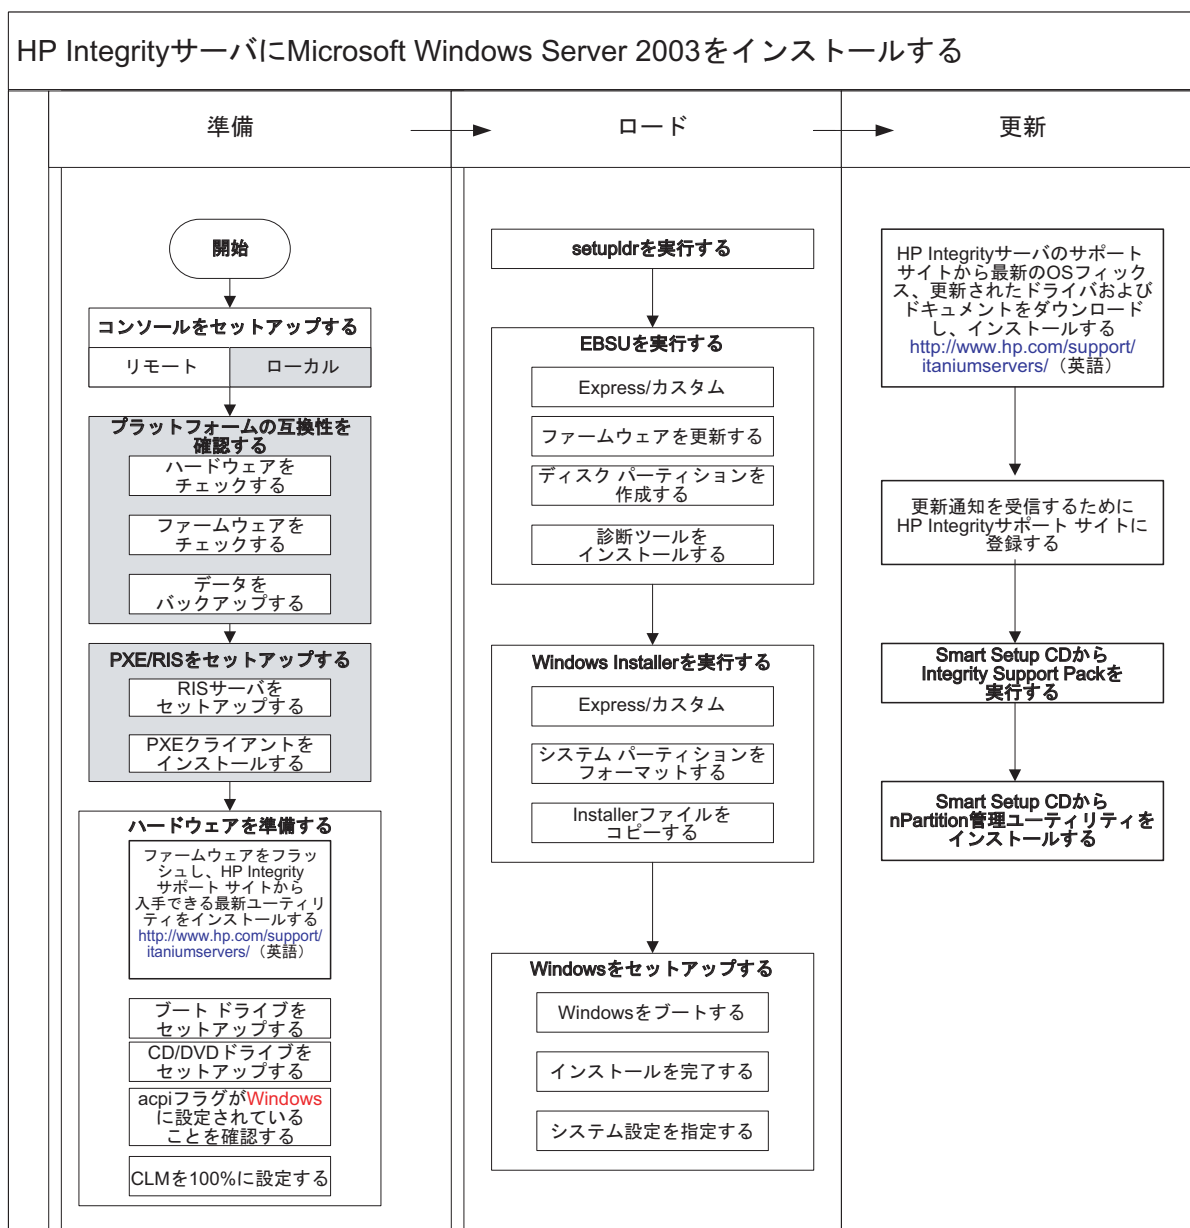 HP IntegrityサーバにMicrosoft Windows Server 2003をインストールする
準備
ロード
更新
開始
コンソールをセットアップする
リモート
ローカル
プラットフォームの互換性を
確認する
ハードウェアを
チェックする
ファームウェアを
チェックする
データを
バックアップする
PXE/RISをセットアップする
RISサーバを
セットアップする
PXEクライアントを
インストールする
ハードウェアを準備する
ファームウェアをフラッ
シュし、HP Integrity
サポート サイトから
入手できる最新ユーティリ
ティをインストールする
http://www.hp.com/support/
itaniumservers/（英語）
ブート ドライブを
セットアップする
CD/DVDドライブを
セットアップする
acpiフラグがWindows
に設定されている
ことを確認する
CLMを100%に設定する
setupldrを実行する
EBSUを実行する
Express/カスタム
ファームウェアを更新する
ディスク パーティションを
作成する
診断ツールを
インストールする
Windows Installerを実行する
Express/カスタム
システム パーティションを
フォーマットする
Installerファイルを
コピーする
Windowsをセットアップする
Windowsをブートする
インストールを完了する
システム設定を指定する
HP Integrityサーバのサポート
サイトから最新のOSフィック
ス、更新されたドライバおよび
ドキュメントをダウンロード
し、インストールする
http://www.hp.com/support/
itaniumservers/（英語）
更新通知を受信するために
HP Integrityサポート サイトに
登録する
Smart Setup CDから
Integrity Support Packを
実行する
Smart Setup CDから
nPartition管理ユーティリティを
インストールする